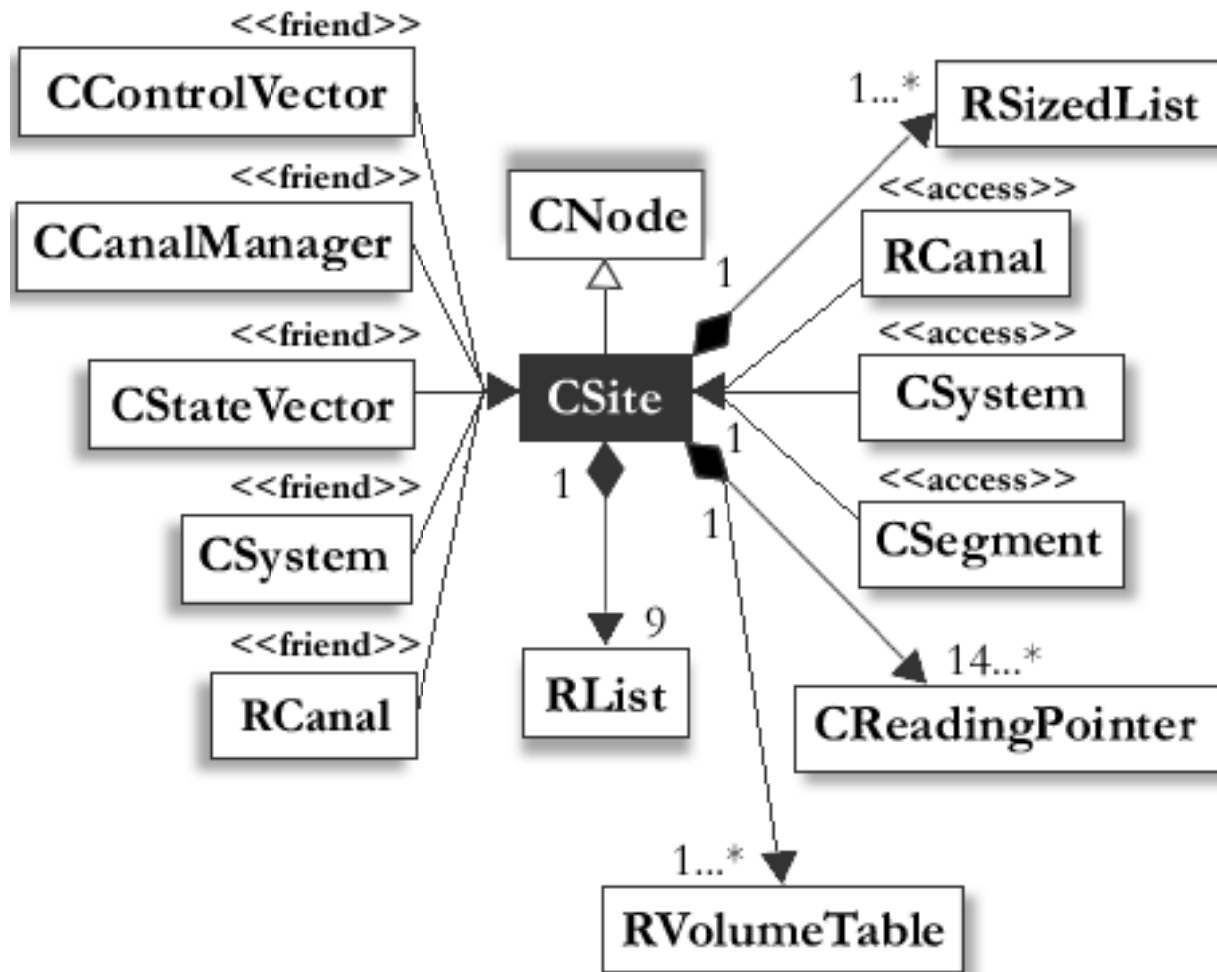 <<friend>>
CControlVector
<<friend>>
CCanalManager
<<friend>>
CStateVector
<<friend>>
CSystem
<<friend>>
RCanal
CNode
CSite
1
9
RList
1
1...*
RSizedList
<<access>>
RCanal
<<access>>
CSystem
<<access>>
CSegment
1
14...*
CReadingPointer
1
1...*
RVolumeTable